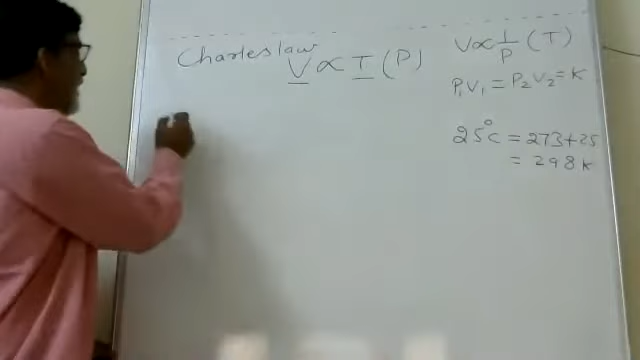 Charles law
V ∝ T (P)
V ∝ 1/P (T)
P₁V₁ = P₂V₂ = K
25°C = 273+25
= 298 K